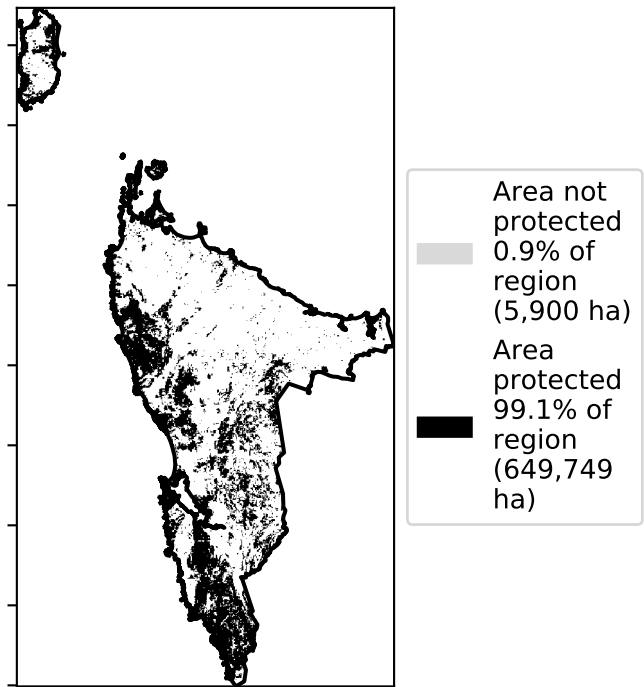 Area not
protected
0.9% of
region
(5,900 ha)
Area
protected
99.1% of
region
(649,749
ha)